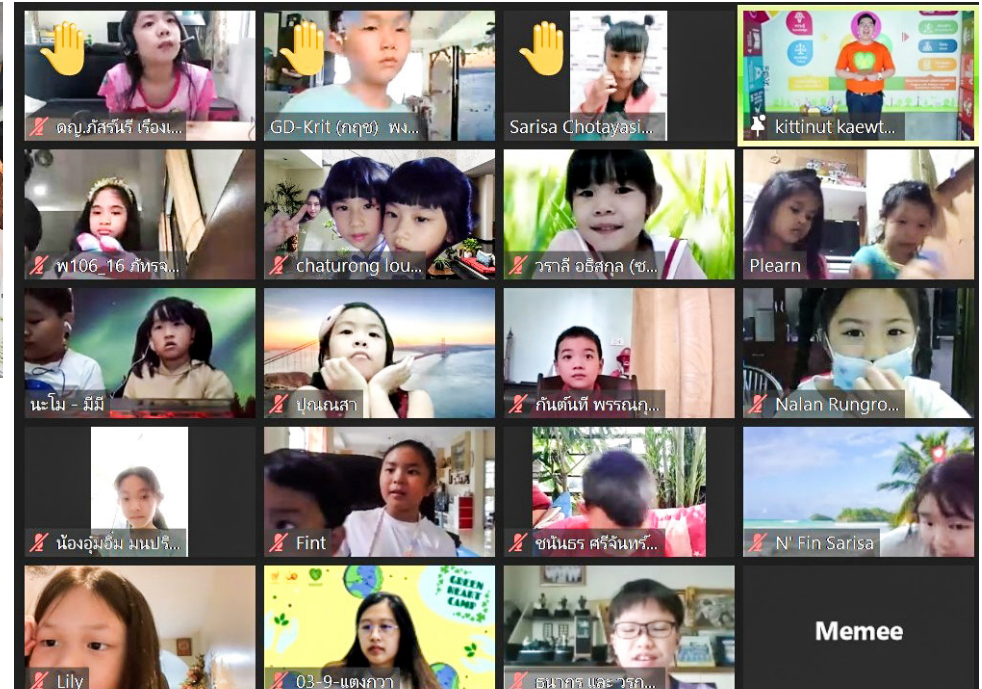 ดญ.ภัสร์นรี เรืองเ...
GD-Krit (กฤช) พง...
Sarisa Chotayasi...
kittinut kaewt...
พ106_16 ภัทรจ...
chaturong lou...
วราลี อธิสกุล (ซ...
Plearn
นะโม - มีมี
ปุณณสา
กันต์นที พรรณกุ...
Nalan Rungro...
น้องอุ้มอิ้ม มนปรี...
Fint
ชนันธร ศรีจันทร์...
N' Fin Sarisa
Lily
GREEN
HEART
CAMP
03-9-แตงกวา
ธนากร และ วรก...
Memee